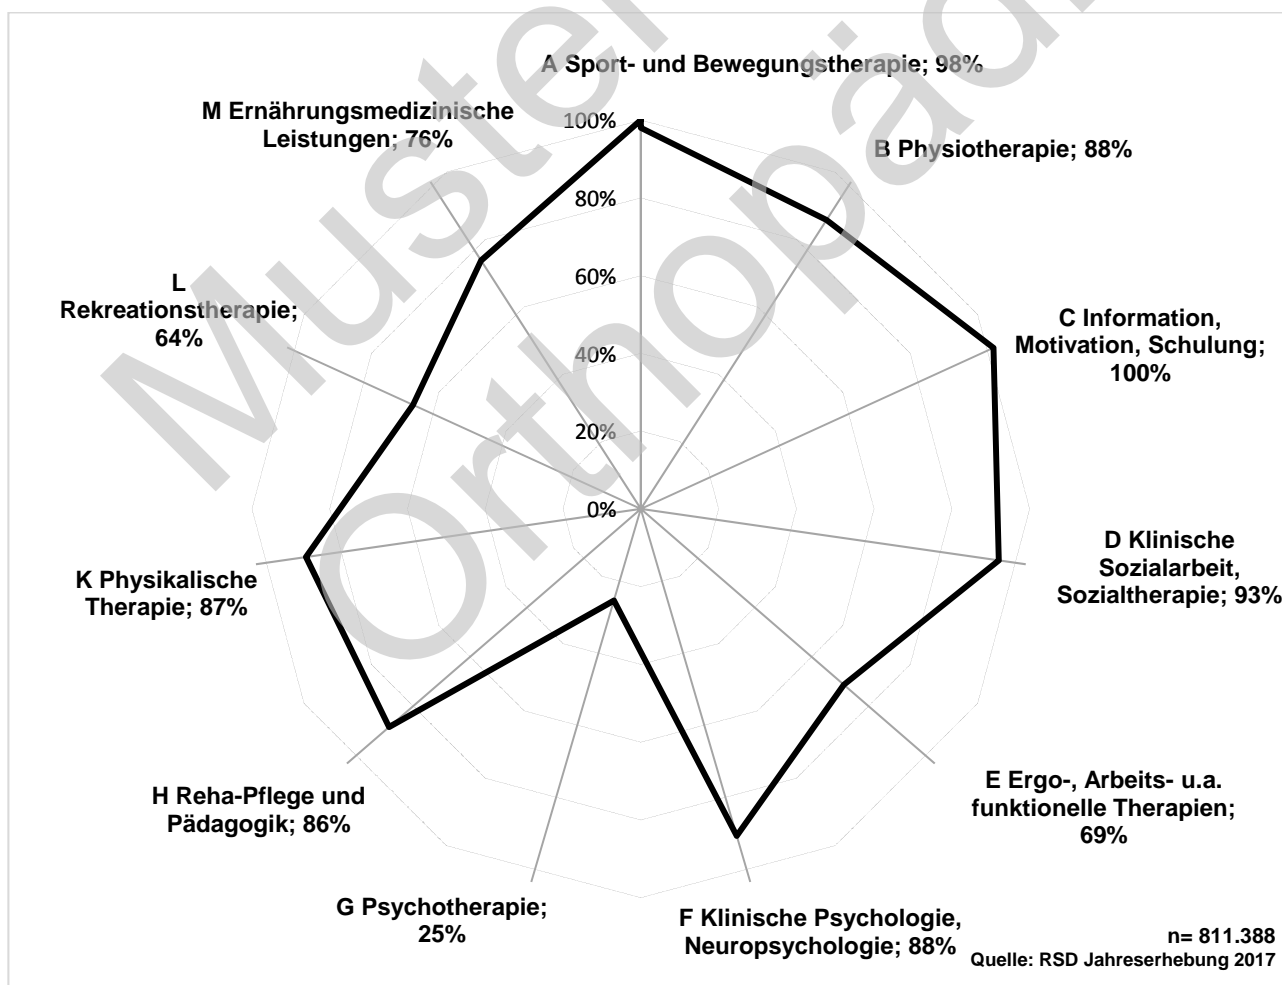 A Sport- und Bewegungstherapie; 98%
M Ernährungsmedizinische
Leistungen; 76%
B Physiotherapie; 88%
L
Rekreationstherapie;
64%
C Information,
Motivation, Schulung;
100%
K Physikalische
Therapie; 87%
D Klinische
Sozialarbeit,
Sozialtherapie; 93%
H Reha-Pflege und
Pädagogik; 86%
E Ergo-, Arbeits- u.a.
funktionelle Therapien;
69%
G Psychotherapie;
25%
F Klinische Psychologie,
Neuropsychologie; 88%
100%
80%
60%
40%
20%
0%
n= 811.388
Quelle: RSD Jahreserhebung 2017
Muster
Orthopäd